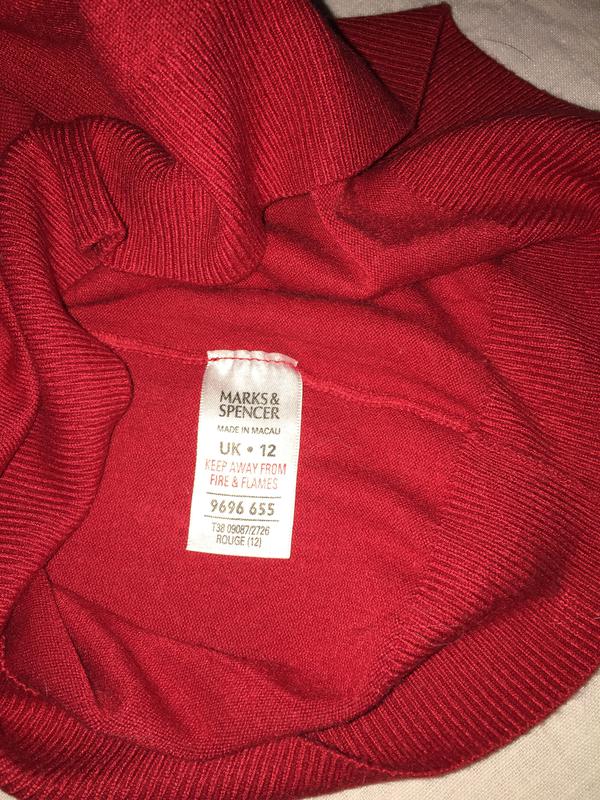 MARKS &
SPENCER
MADE IN MACAU
UK • 12
KEEP AWAY FROM
FIRE & FLAMES
9696 655
T38 09087/2726
ROUGE (12)